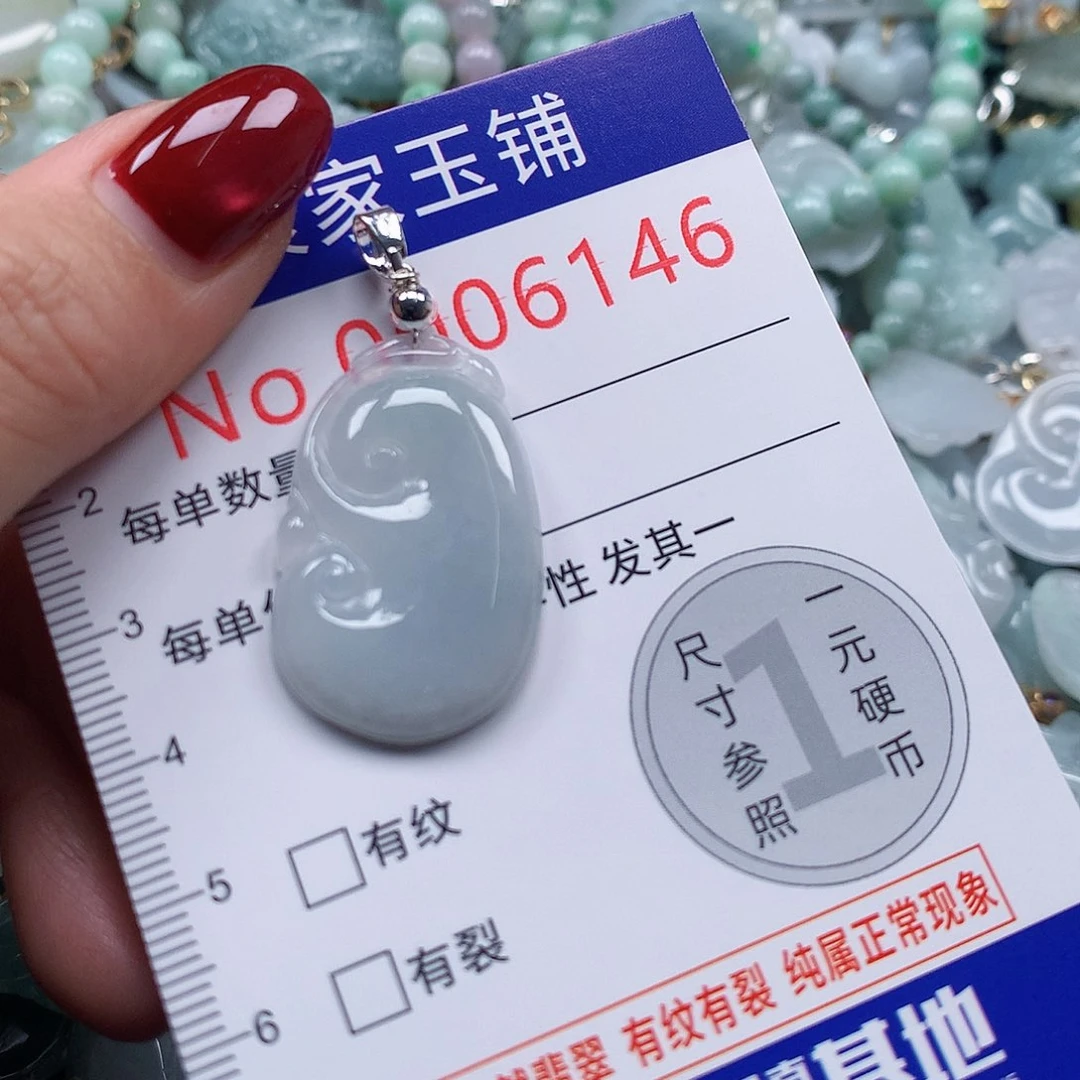 家玉铺
No 0006146
每单数量
每单 性 发其一
2
3
4
5
6
尺寸参照
1
一元硬币
有纹
有裂
翡翠 有纹有裂 纯属正常现象
基地